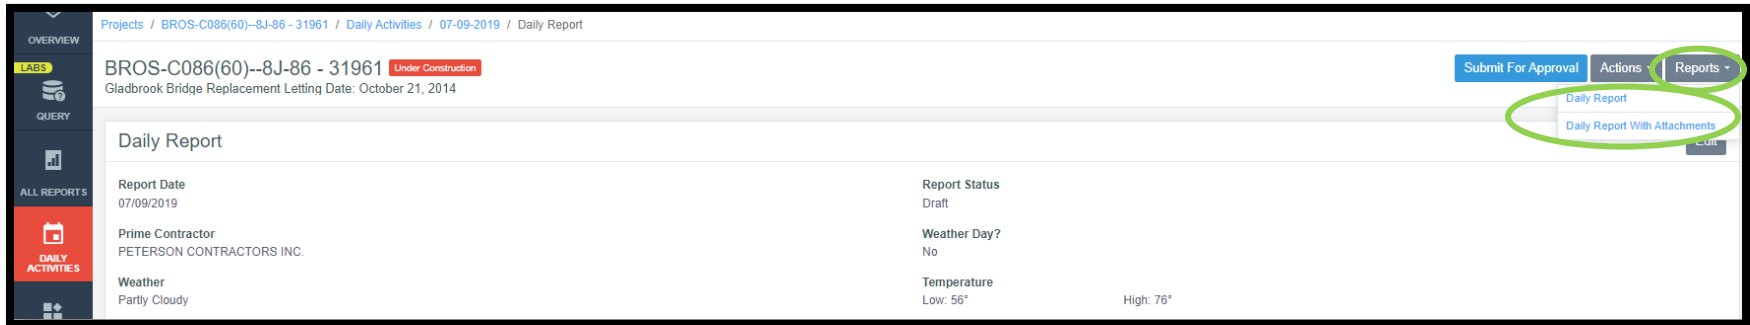 OVERVIEW
LABS
QUERY
ALL REPORTS
DAILY
ACTIVITIES
Projects / BROS-C086(60)--8J-86 - 31961 / Daily Activities / 07-09-2019 / Daily Report
BROS-C086(60)--8J-86 - 31961 Under Construction
Gladbrook Bridge Replacement Letting Date: October 21, 2014
Submit For Approval Actions Reports
Daily Report
Daily Report With Attachments
Daily Report
Edit
Report Date
07/09/2019
Report Status
Draft
Prime Contractor
PETERSON CONTRACTORS INC.
Weather Day?
No
Weather
Partly Cloudy
Temperature
Low: 56° High: 76°